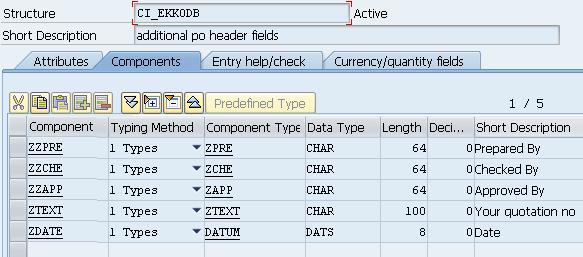 Structure CI_EKKODB Active
Short Description additional po header fields
Attributes Components Entry help/check Currency/quantity fields
Predefined Type 1 / 5
Component Typing Method Component Type Data Type Length Deci... Short Description
ZZPRE 1 Types ZPRE CHAR 64 0 Prepared By
ZZCHE 1 Types ZCHE CHAR 64 0 Checked By
ZZAPP 1 Types ZAPP CHAR 64 0 Approved By
ZTEXT 1 Types ZTEXT CHAR 100 0 Your quotation no
ZDATE 1 Types DATUM DATS 8 0 Date